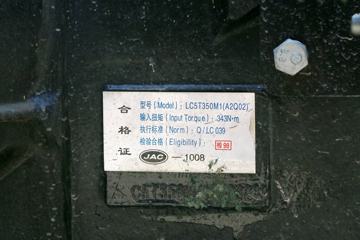 合格证
型号(Model): LC5T350M1(A2Q02)
输入扭矩(Input Torque): 343N-m
执行标准(Norm): Q/LC 039
检验合格(Eligibility):
JAC -1008